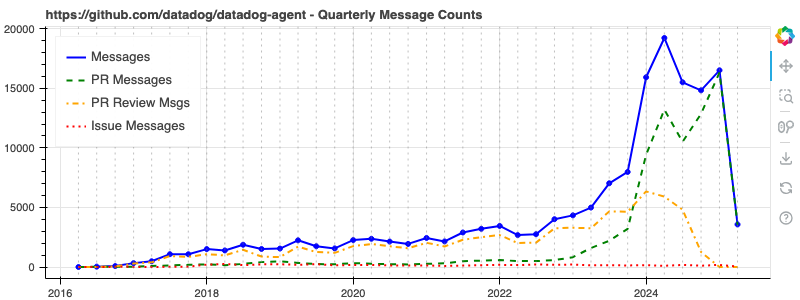 https://github.com/datadog/datadog-agent - Quarterly Message Counts
Messages
PR Messages
PR Review Msgs
Issue Messages
20000
15000
10000
5000
0
2016
2018
2020
2022
2024